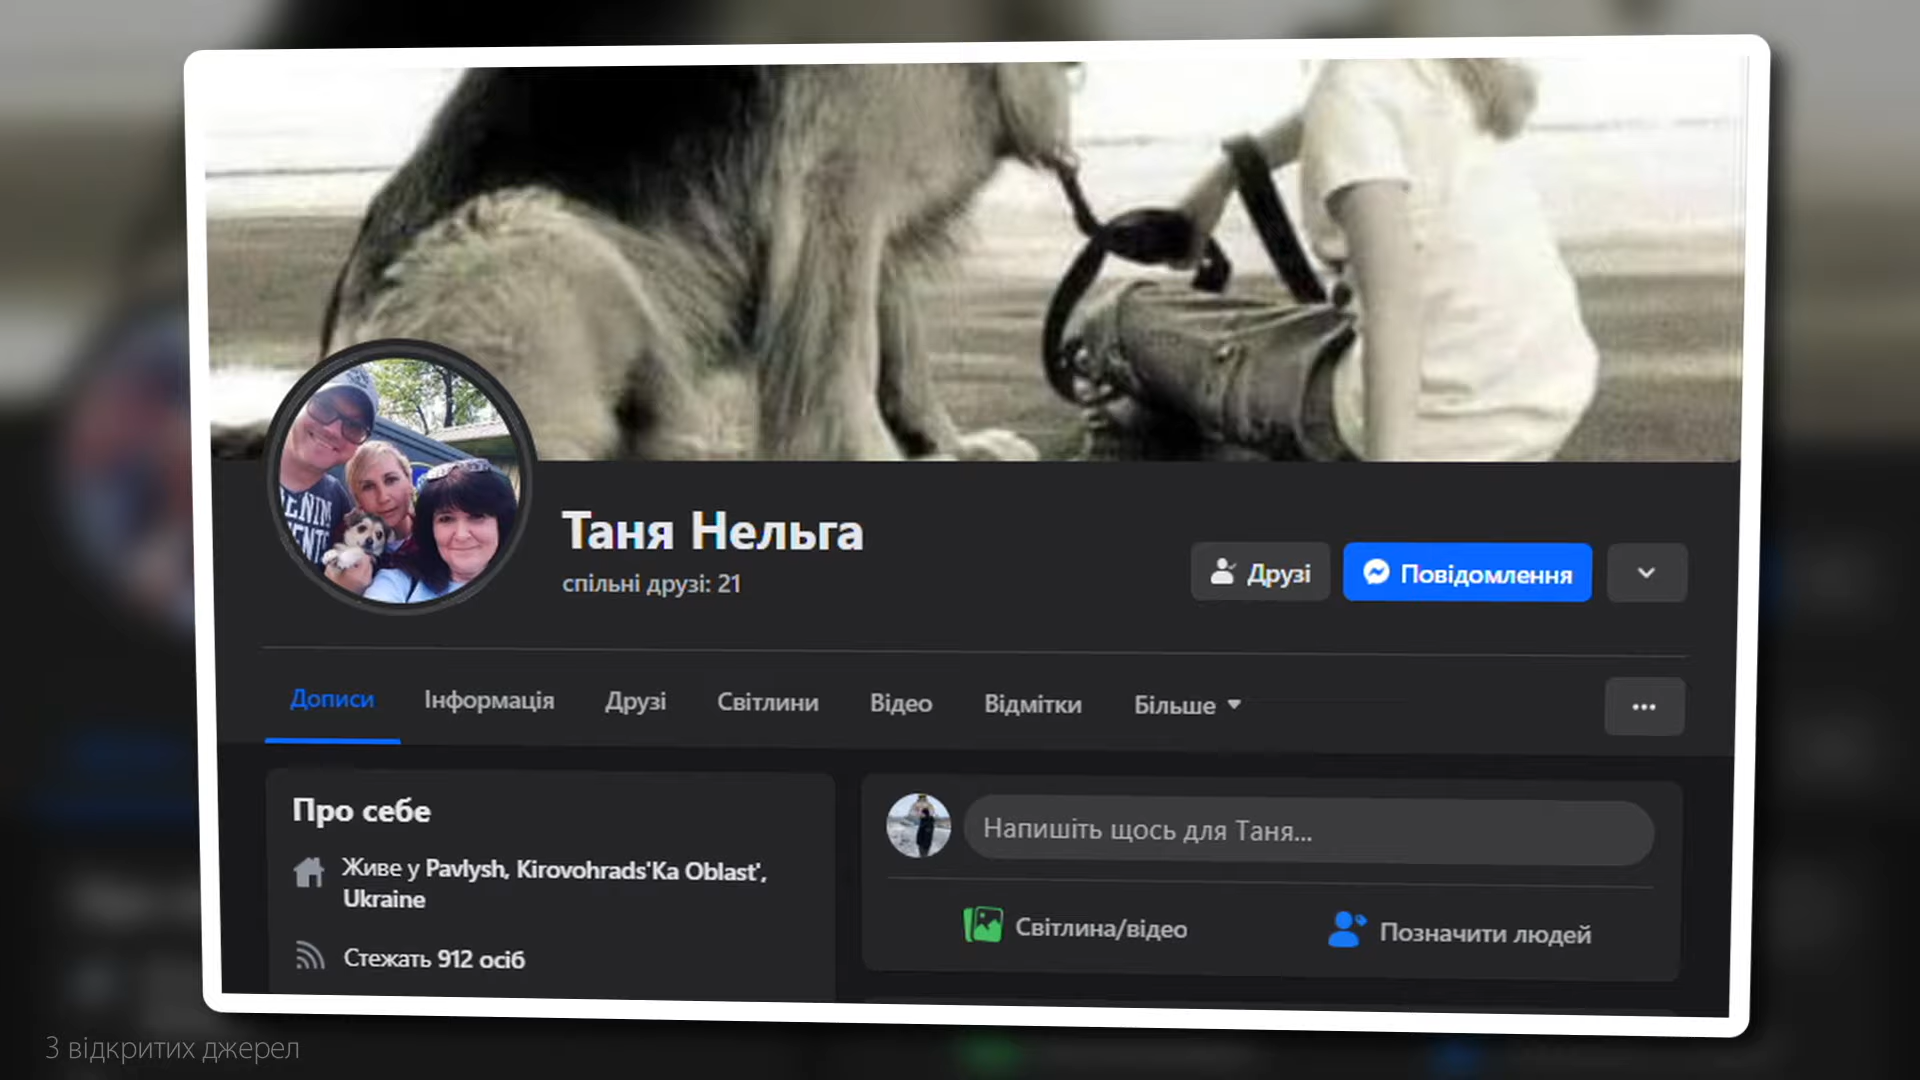 Таня Нельга
спільні друзі: 21
Друзі
Повідомлення
Дописи
Інформація
Друзі
Світлини
Відео
Відмітки
Більше
Про себе
Живе у Pavlysh, Kirovohrads'Ka Oblast',
Ukraine
Стежать 912 осіб
Напишіть щось для Таня...
Світлина/відео
Позначити людей
З відкритих джерел